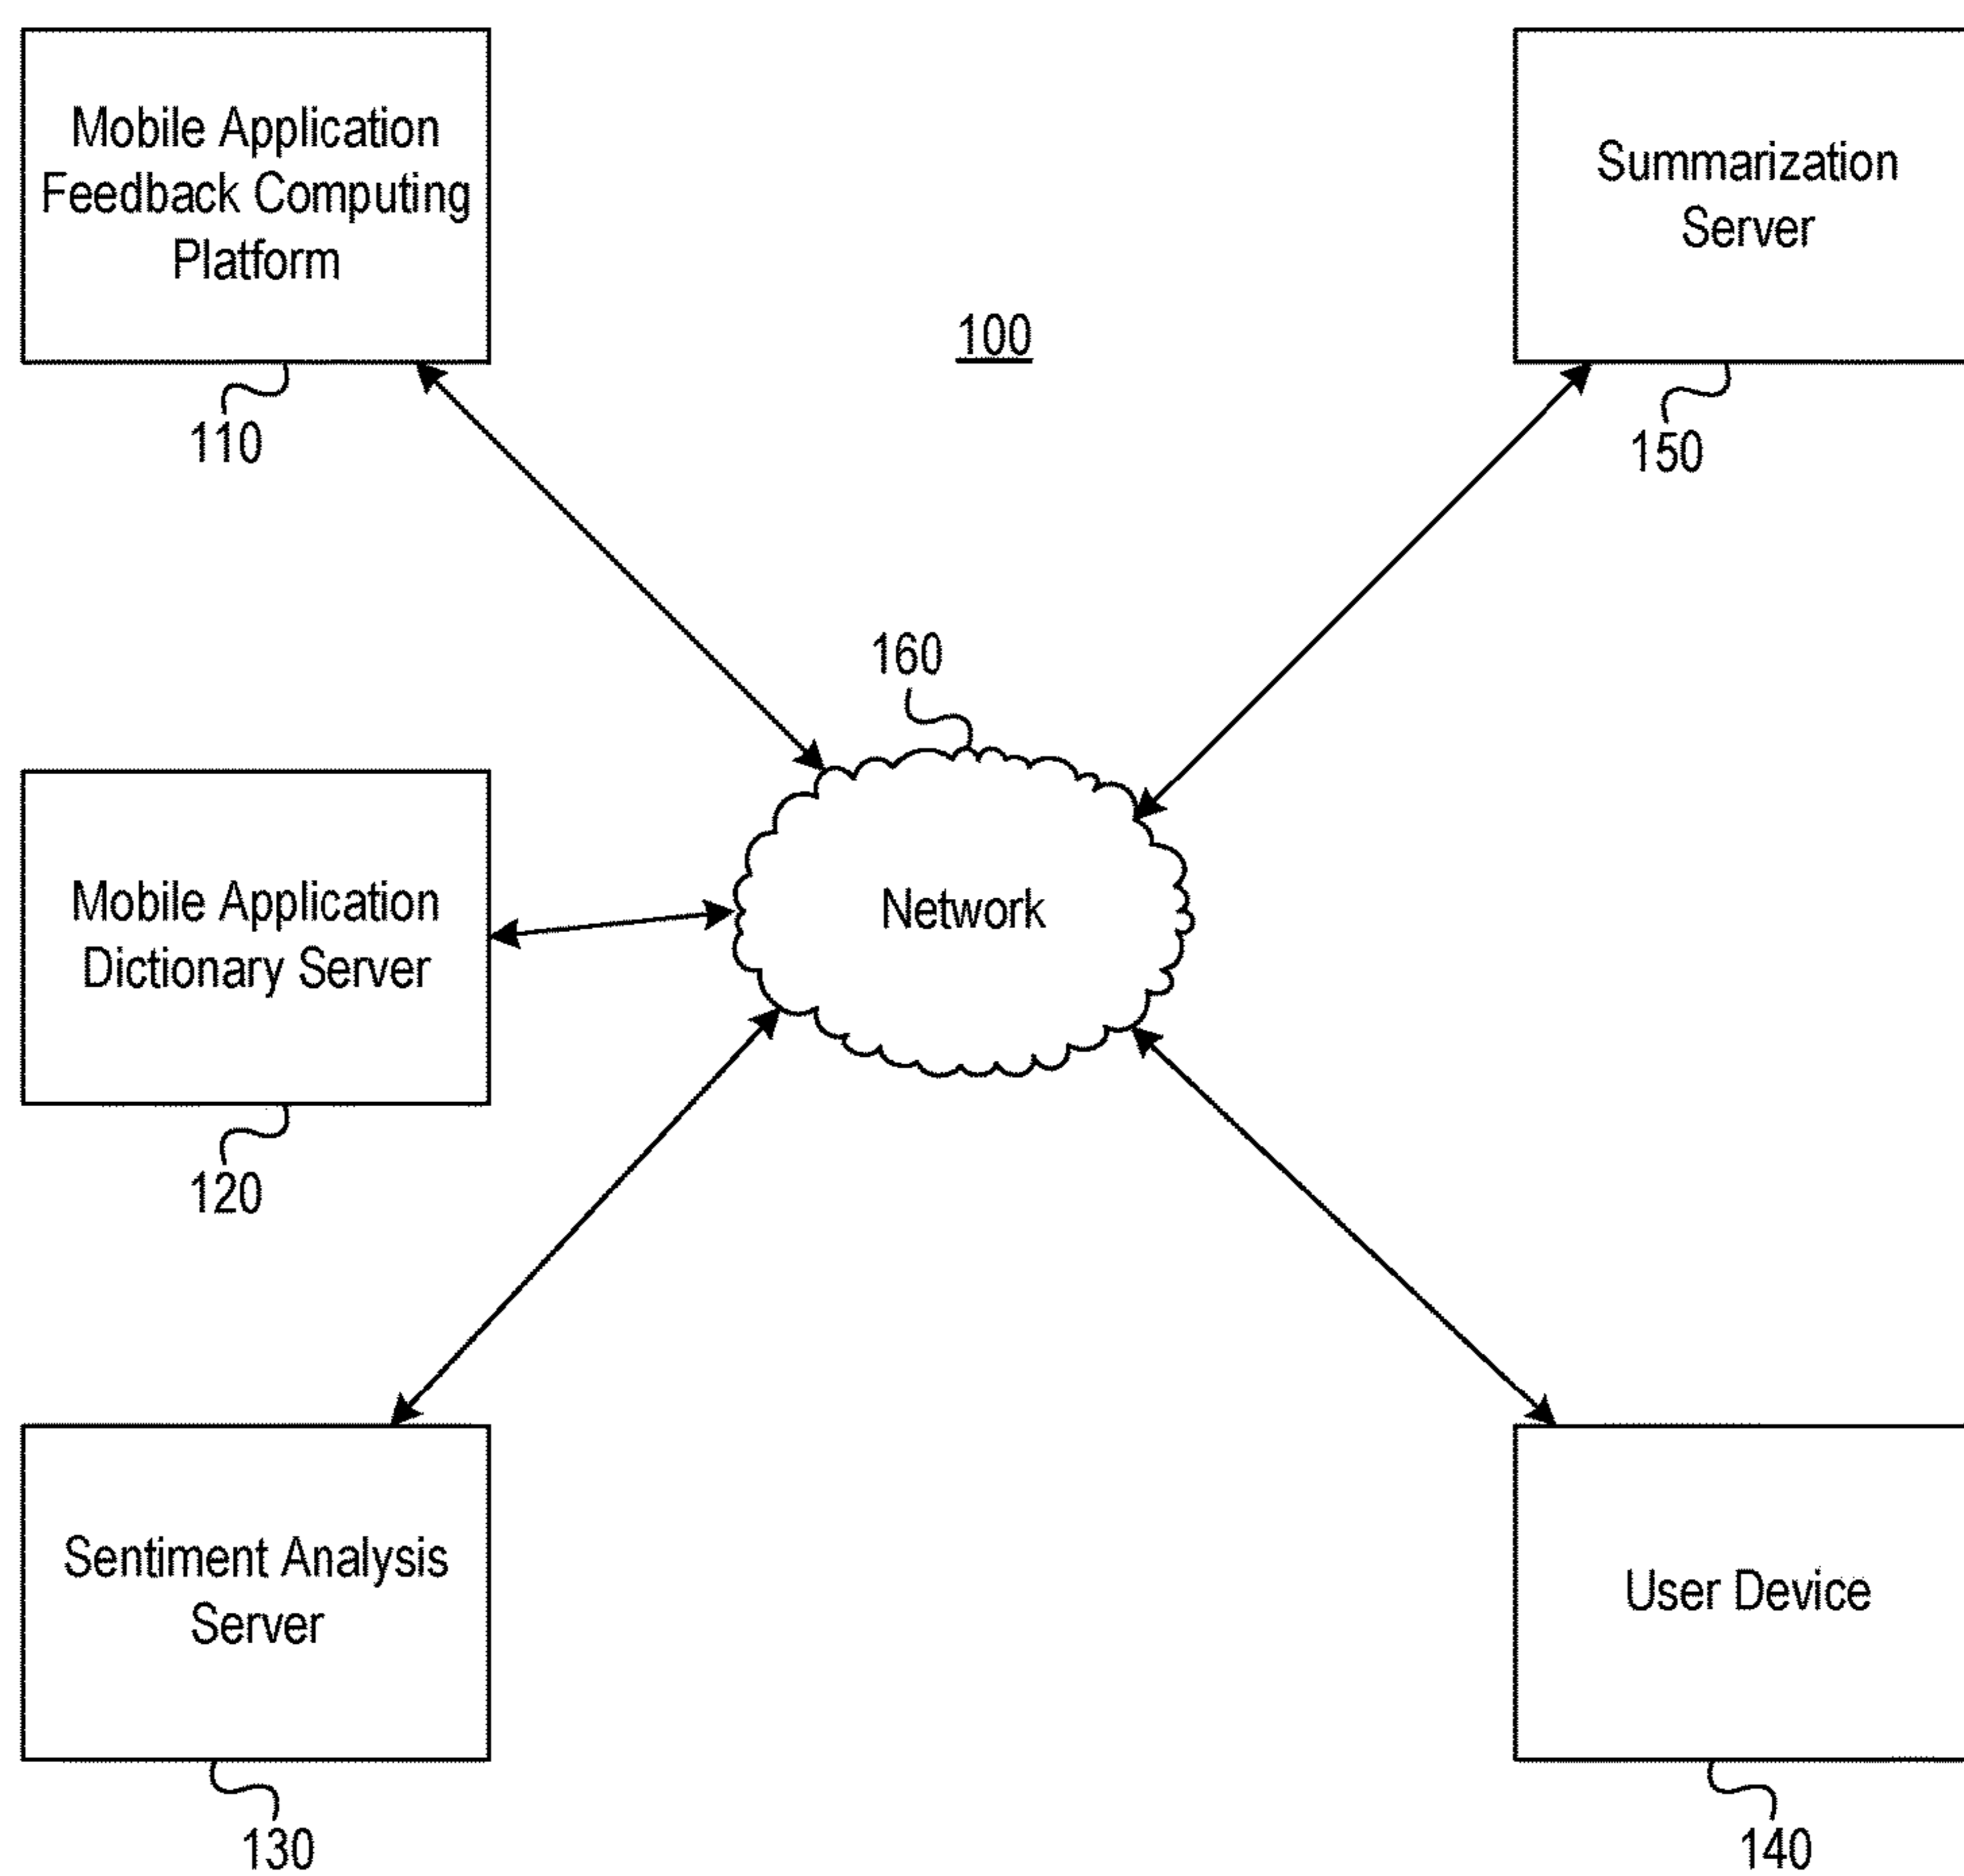 Mobile Application
Feedback Computing
Platform
110
100
Summarization
Server
150
160
Network
Mobile Application
Dictionary Server
120
Sentiment Analysis
Server
130
User Device
140